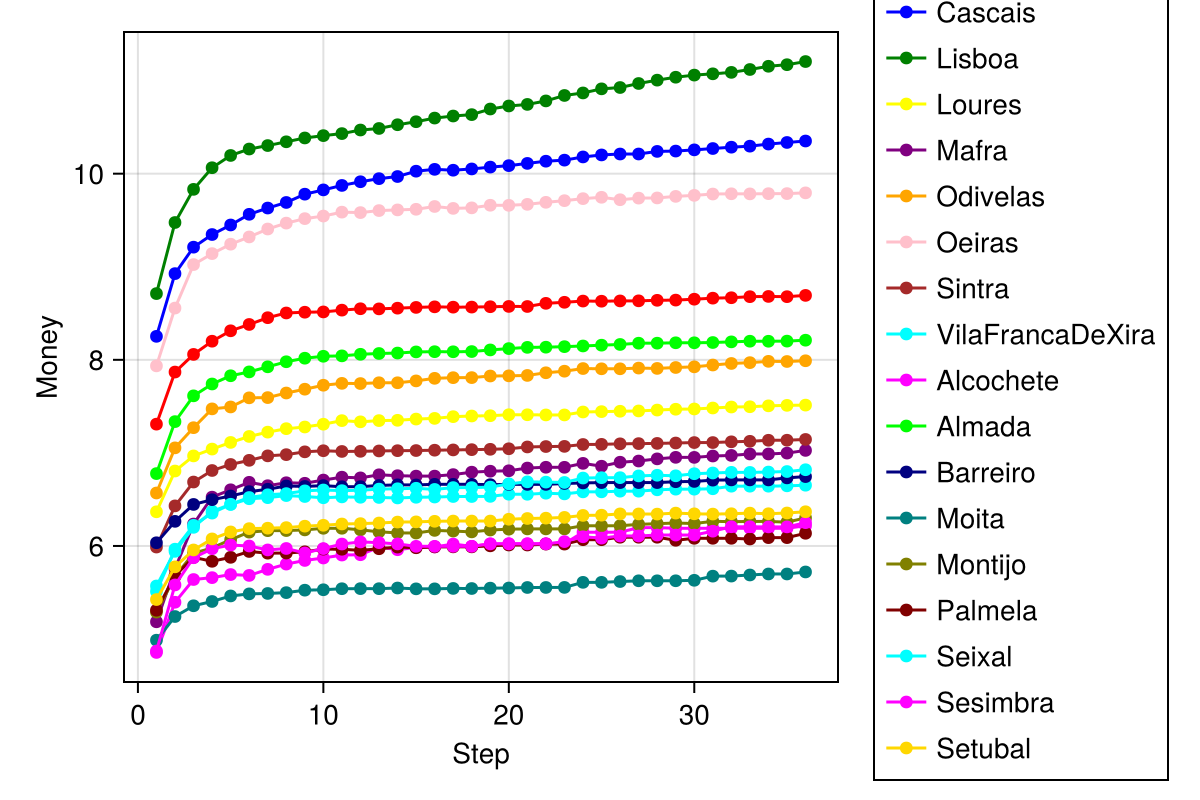 Cascais
Lisboa
Loures
Mafra
Odivelas
Oeiras
Sintra
VilaFrancaDeXira
Alcochete
Almada
Barreiro
Moita
Montijo
Palmela
Seixal
Sesimbra
Setubal
10
8
6
Money
0 10 20 30
Step